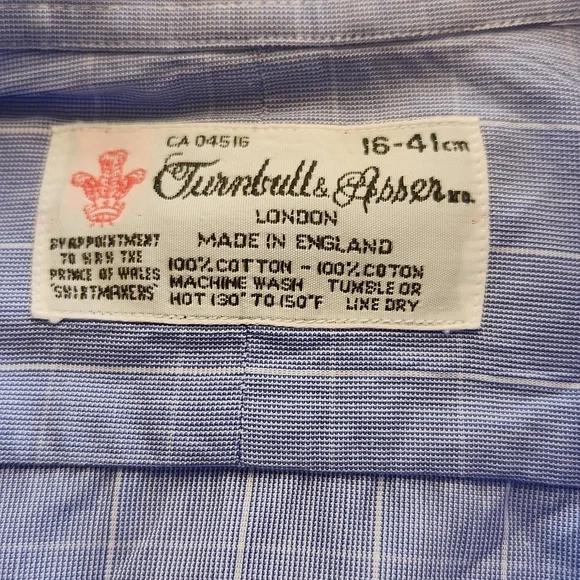 CA 04516
16-41cm
Turnbull & Asser LTD.
LONDON
MADE IN ENGLAND
BY APPOINTMENT
TO H.R.H. THE
PRINCE OF WALES
"SHIRTMAKERS"
100% COTTON - 100% COTON
MACHINE WASH TUMBLE OR
HOT (130° TO 150°F LINE DRY